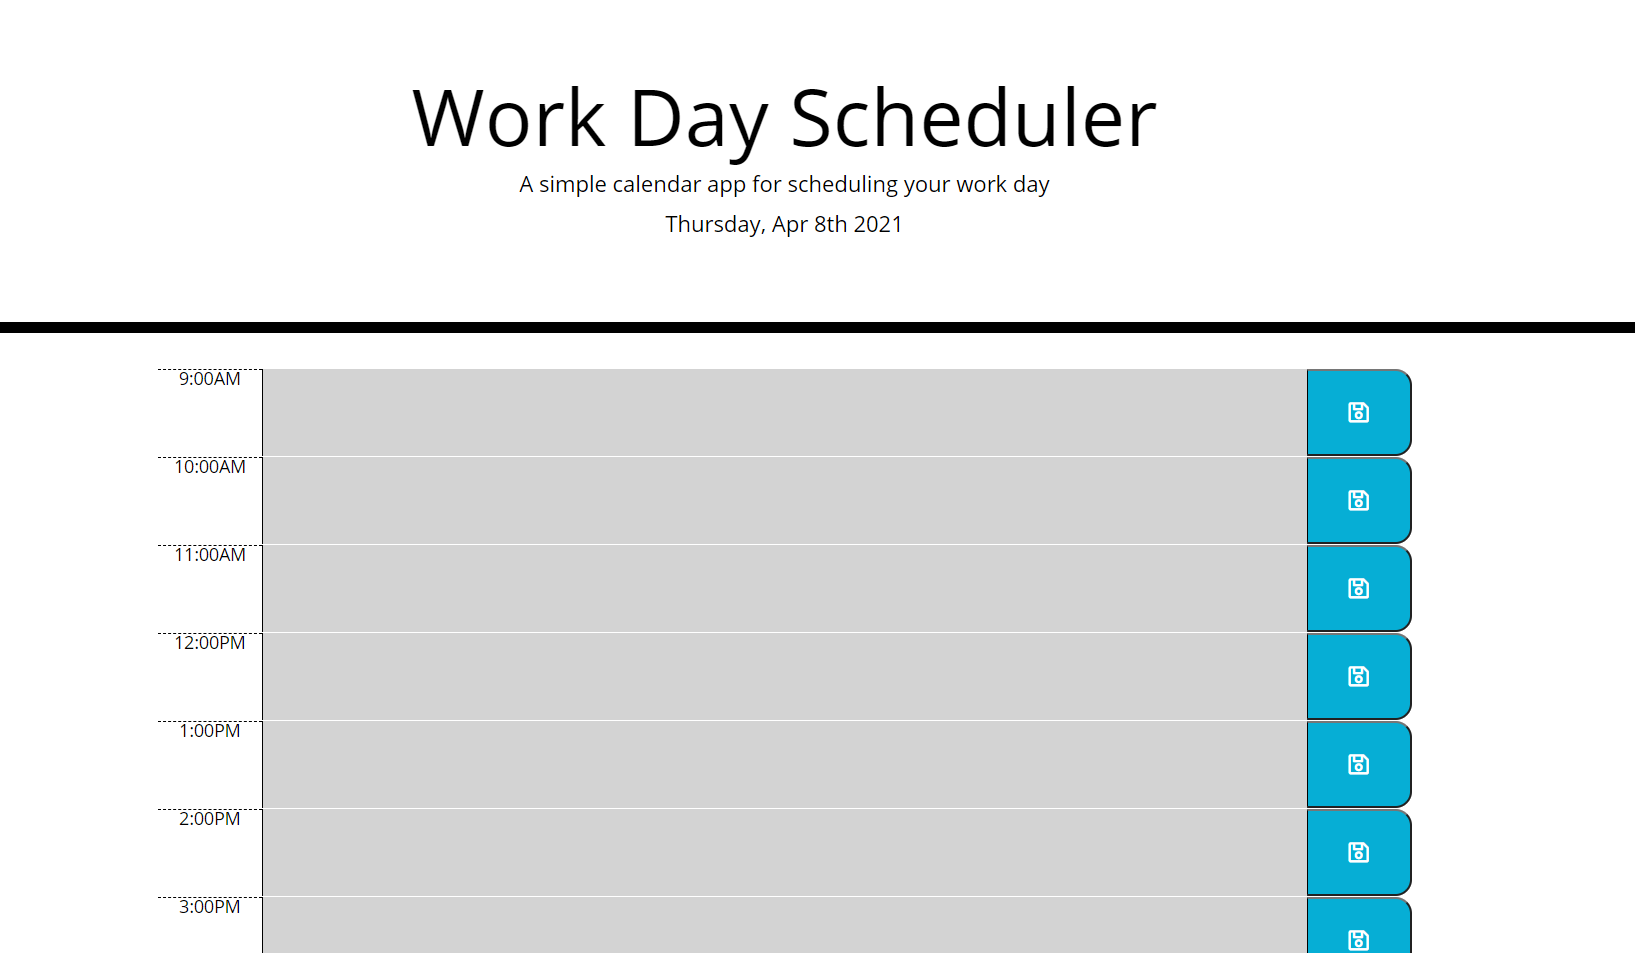 Work Day Scheduler
A simple calendar app for scheduling your work day
Thursday, Apr 8th 2021
9:00AM
10:00AM
11:00AM
12:00PM
1:00PM
2:00PM
3:00PM